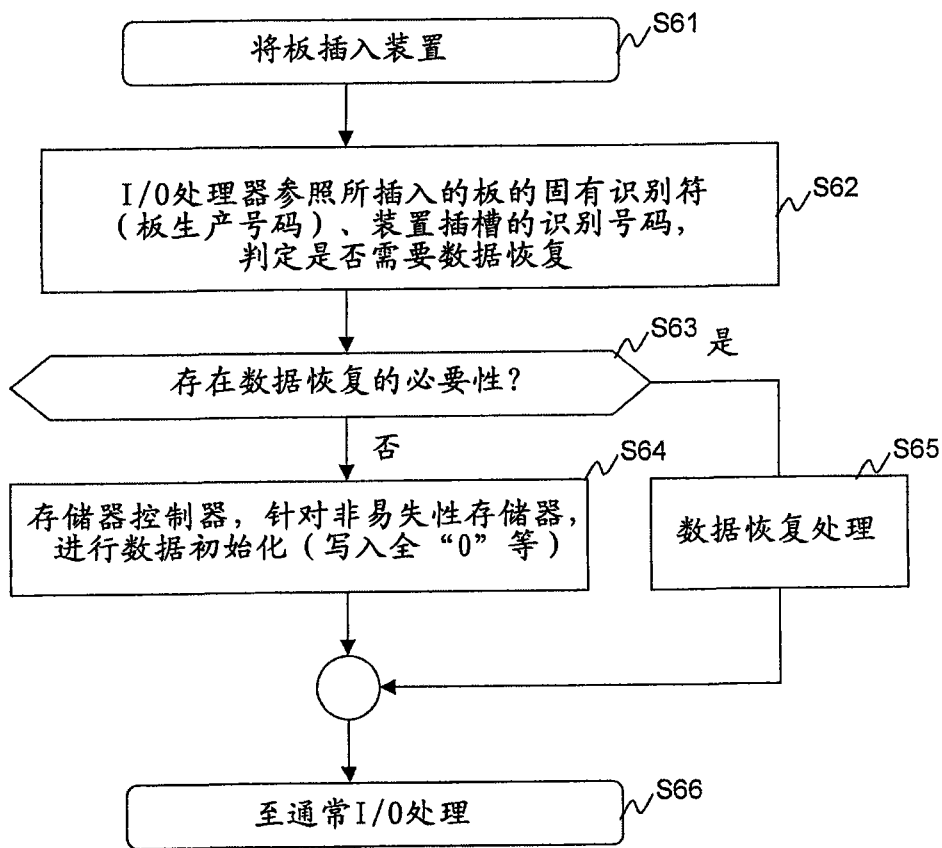 S61
将板插入装置
I/O处理器参照所插入的板的固有识别符
(板生产号码)、装置插槽的识别号码,
判定是否需要数据恢复
S62
S63
是
存在数据恢复的必要性?
否
S64
存储器控制器,针对非易失性存储器,
进行数据初始化(写入全“0”等)
S65
数据恢复处理
至通常I/O处理
S66